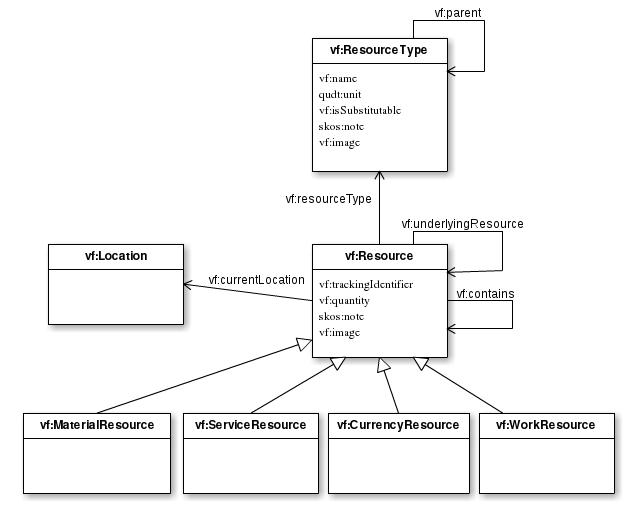 vf:parent
vf:ResourceType
vf:name
qudt:unit
vf:isSubstitutable
skos:note
vf:image
vf:resourceType
vf:underlyingResource
vf:Location
vf:Resource
vf:currentLocation
vf:trackingIdentifier
vf:quantity
skos:note
vf:image
vf:contains
vf:MaterialResource
vf:ServiceResource
vf:CurrencyResource
vf:WorkResource